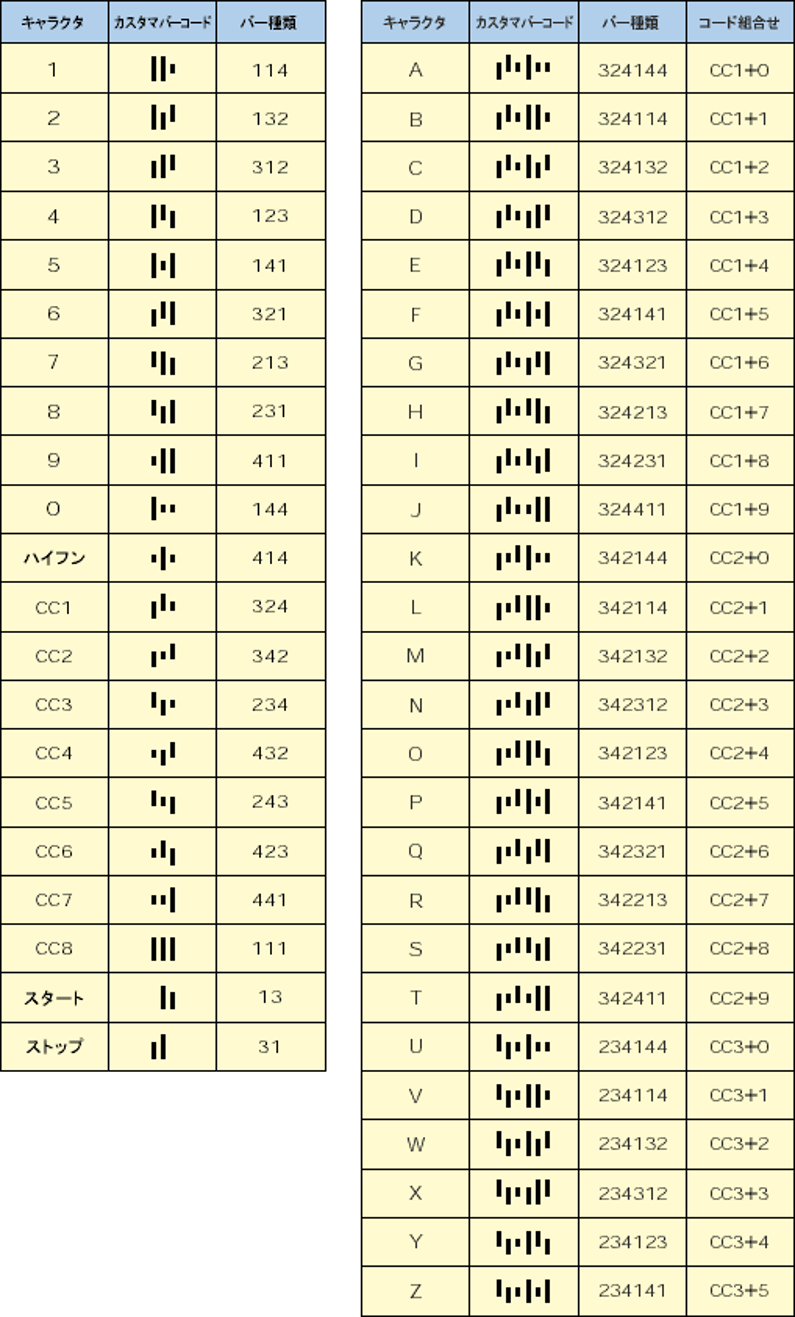 キャラクタ カスタマバーコード バー種類
1 114
2 132
3 312
4 123
5 141
6 321
7 213
8 231
9 411
0 144
ハイフン 414
CC1 324
CC2 342
CC3 234
CC4 432
CC5 243
CC6 423
CC7 441
CC8 111
スタート 13
ストップ 31
キャラクタ カスタマバーコード バー種類 コード組合せ
A 324144 CC1+0
B 324114 CC1+1
C 324132 CC1+2
D 324312 CC1+3
E 324123 CC1+4
F 324141 CC1+5
G 324321 CC1+6
H 324213 CC1+7
I 324231 CC1+8
J 324411 CC1+9
K 342144 CC2+0
L 342114 CC2+1
M 342132 CC2+2
N 342312 CC2+3
O 342123 CC2+4
P 342141 CC2+5
Q 342321 CC2+6
R 342213 CC2+7
S 342231 CC2+8
T 342411 CC2+9
U 234144 CC3+0
V 234114 CC3+1
W 234132 CC3+2
X 234312 CC3+3
Y 234123 CC3+4
Z 234141 CC3+5